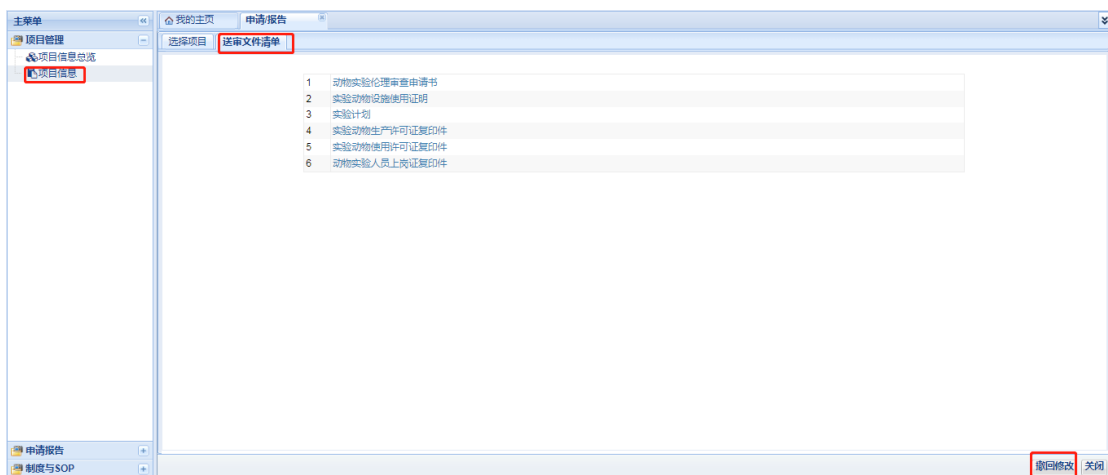 主菜单
我的主页
申请/报告
项目管理
选择项目
送审文件清单
项目信息总览
项目信息
1 动物实验伦理审查申请书
2 实验动物设施使用证明
3 实验计划
4 实验动物生产许可证复印件
5 实验动物使用许可证复印件
6 动物实验人员上岗证复印件
申请报告
制度与SOP
撤回修改
关闭